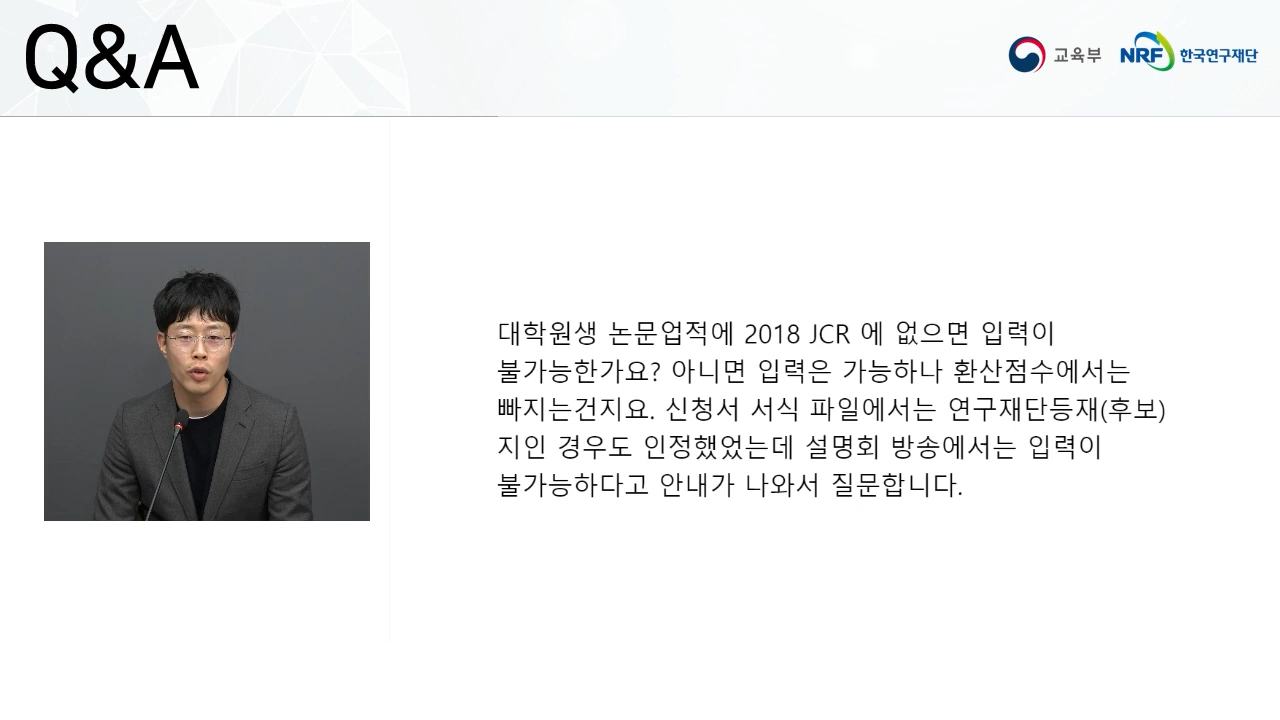 Q&A
교육부
NRF 한국연구재단
대학원생 논문업적에 2018 JCR 에 없으면 입력이
불가능한가요? 아니면 입력은 가능하나 환산점수에서는
빠지는건지요. 신청서 서식 파일에서는 연구재단등재(후보)
지인 경우도 인정했었는데 설명회 방송에서는 입력이
불가능하다고 안내가 나와서 질문합니다.